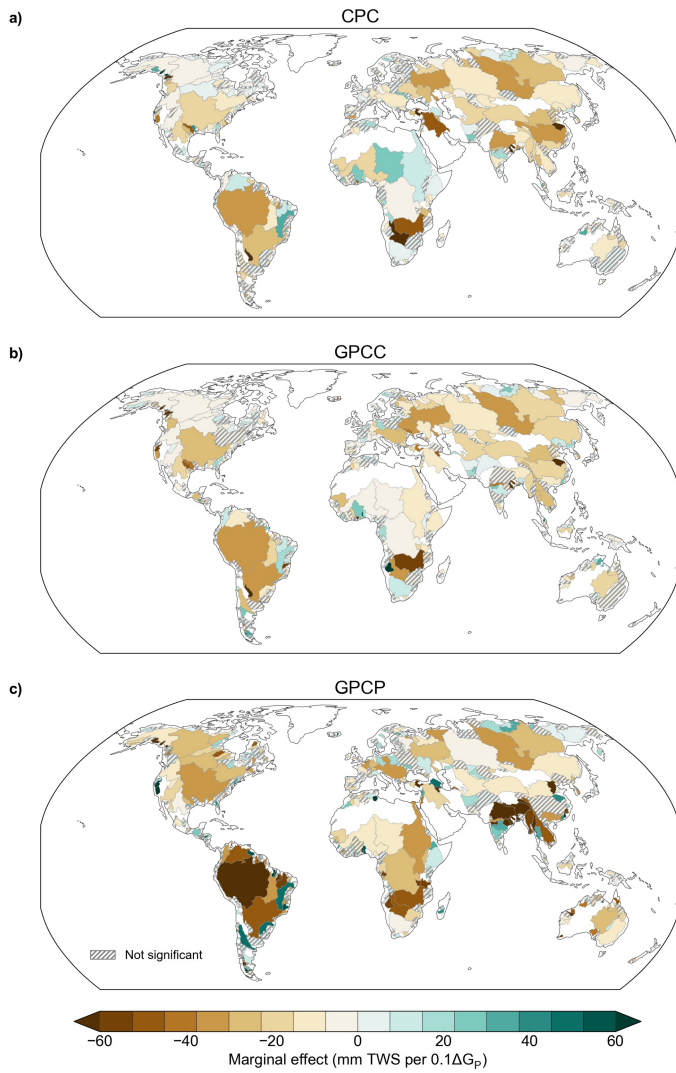 a)
CPC
b)
GPCC
c)
GPCP
Not significant
−60 −40 −20 0 20 40 60
Marginal effect (mm TWS per 0.1ΔG_P)